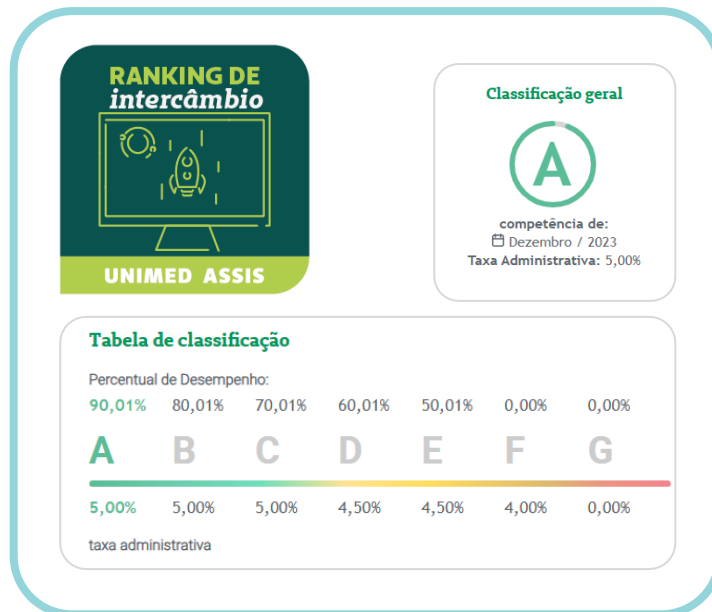 RANKING DE
intercâmbio
UNIMED ASSIS
Classificação geral
A
competência de:
Dezembro / 2023
Taxa Administrativa: 5,00%
Tabela de classificação
Percentual de Desempenho:
90,01% 80,01% 70,01% 60,01% 50,01% 0,00% 0,00%
A B C D E F G
5,00% 5,00% 5,00% 4,50% 4,50% 4,00% 0,00%
taxa administrativa